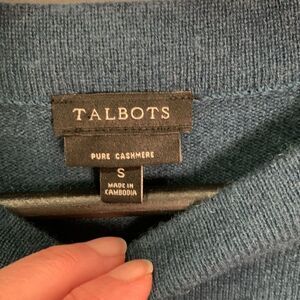 TALBOTS
PURE CASHMERE
S
MADE IN
CAMBODIA